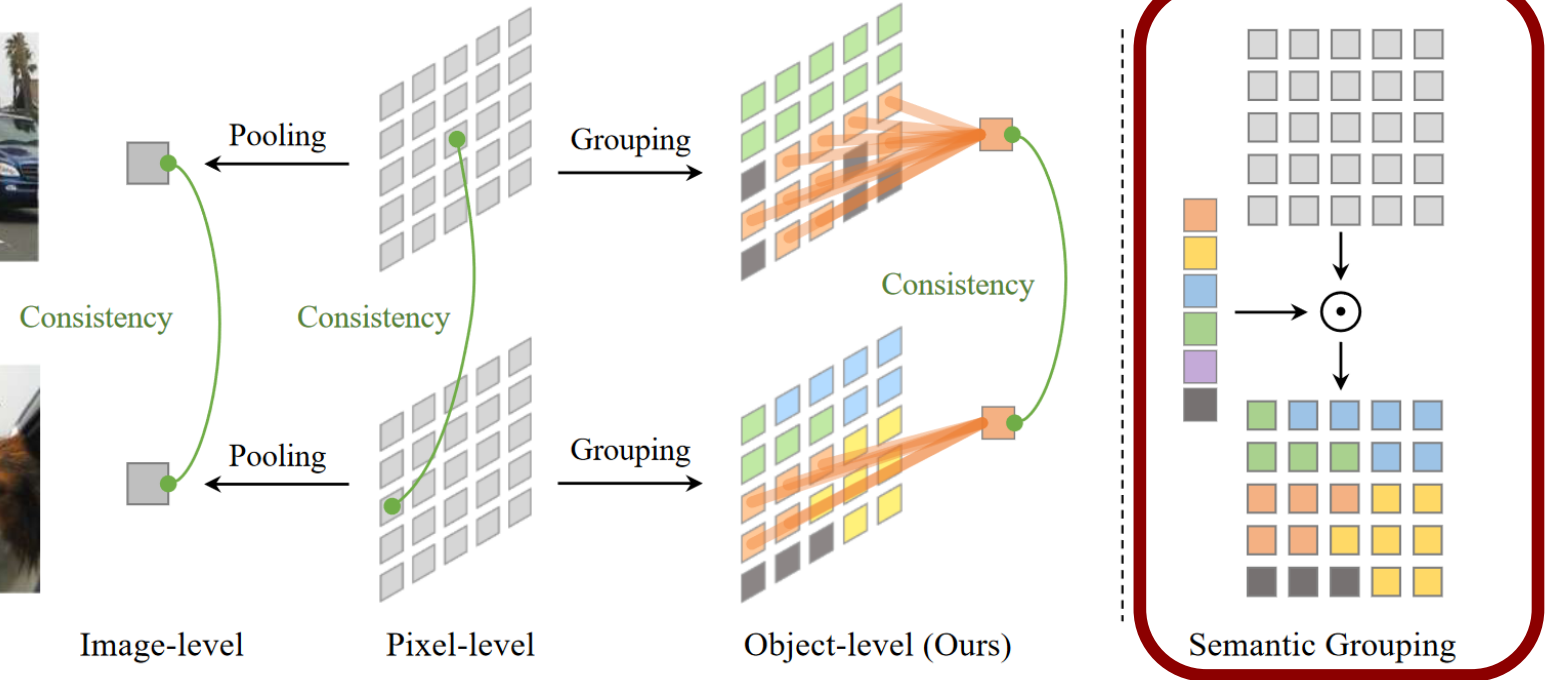 Pooling
Grouping
Consistency
Consistency
Consistency
Pooling
Grouping
Image-level
Pixel-level
Object-level (Ours)
Semantic Grouping